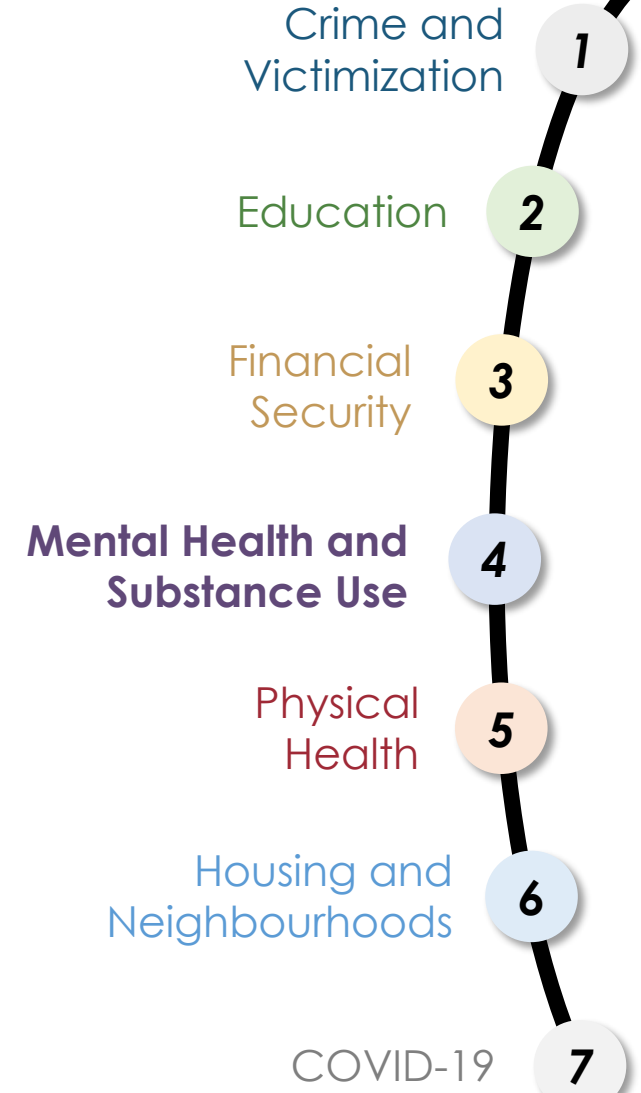 Crime and
Victimization
1
Education
2
Financial
Security
3
Mental Health and
Substance Use
4
Physical
Health
5
Housing and
Neighbourhoods
6
COVID-19
7